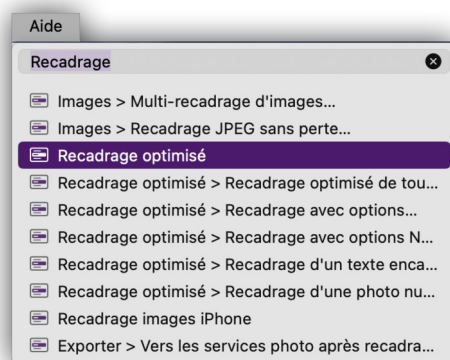 Aide
Recadrage
Images > Multi-recadrage d'images...
Images > Recadrage JPEG sans perte...
Recadrage optimisé
Recadrage optimisé > Recadrage optimisé de tou...
Recadrage optimisé > Recadrage avec options...
Recadrage optimisé > Recadrage avec options N...
Recadrage optimisé > Recadrage d'un texte enca...
Recadrage optimisé > Recadrage d'une photo nu...
Recadrage images iPhone
Exporter > Vers les services photo après recadra...